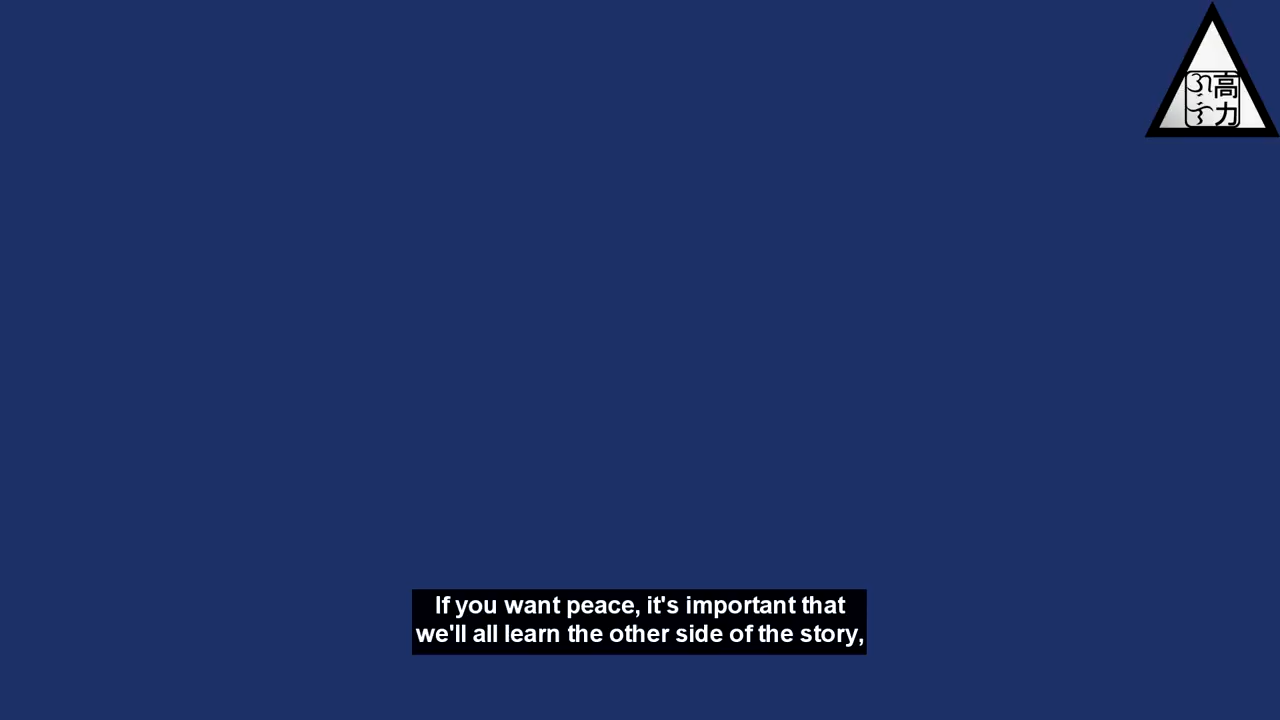 高
力
If you want peace, it's important that
we'll all learn the other side of the story,